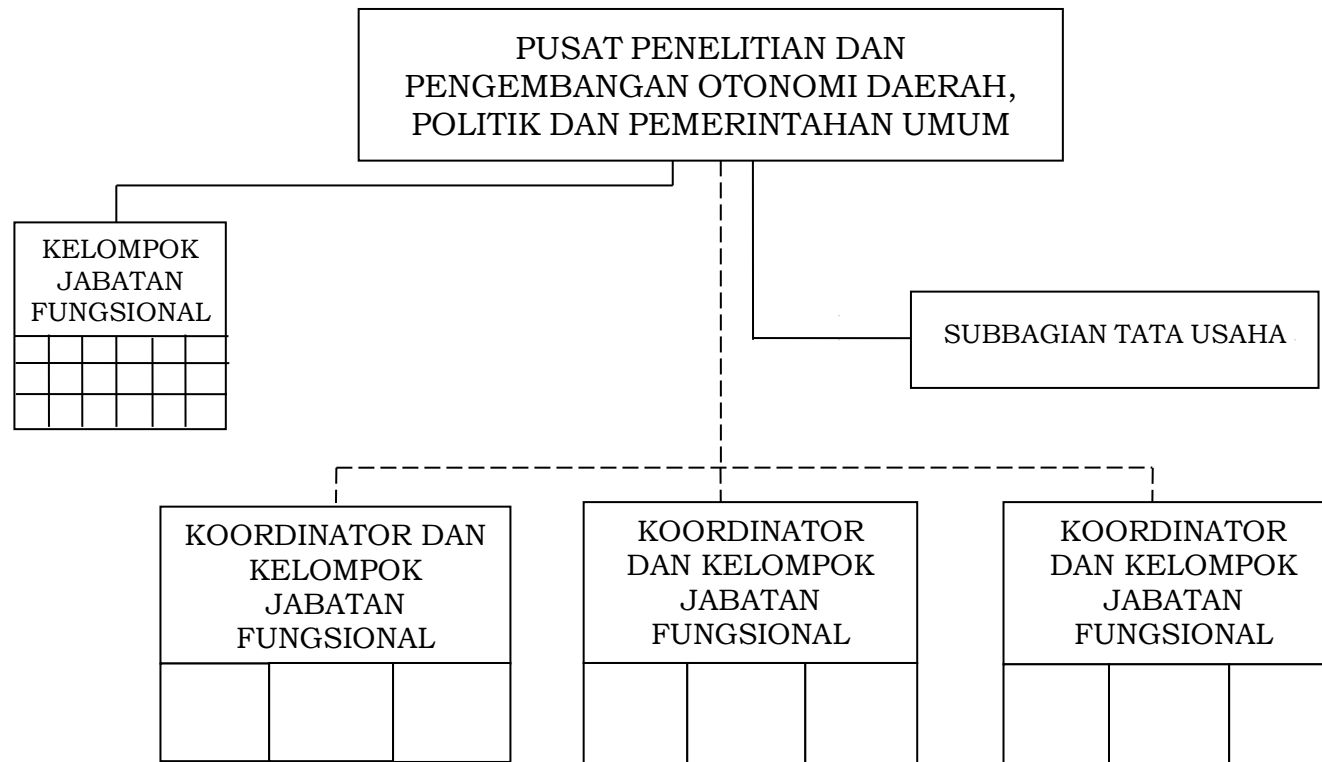 PUSAT PENELITIAN DAN
PENGEMBANGAN OTONOMI DAERAH,
POLITIK DAN PEMERINTAHAN UMUM
KELOMPOK
JABATAN
FUNGSIONAL
SUBBAGIAN TATA USAHA
KOORDINATOR DAN
KELOMPOK
JABATAN
FUNGSIONAL
KOORDINATOR
DAN KELOMPOK
JABATAN
FUNGSIONAL
KOORDINATOR
DAN KELOMPOK
JABATAN
FUNGSIONAL